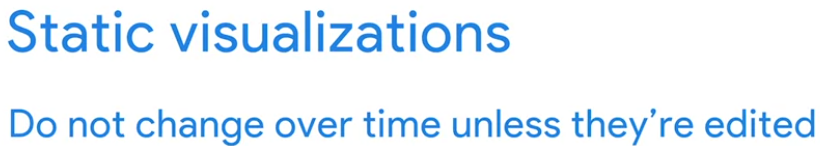 Static visualizations
Do not change over time unless they’re edited